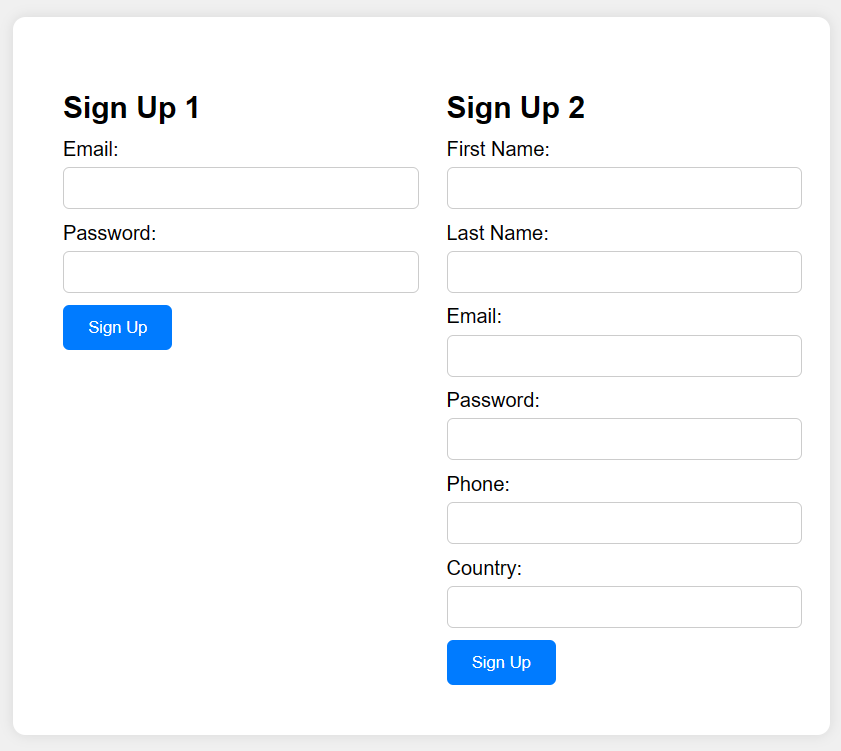 Sign Up 1
Email:
Password:
Sign Up
Sign Up 2
First Name:
Last Name:
Email:
Password:
Phone:
Country:
Sign Up